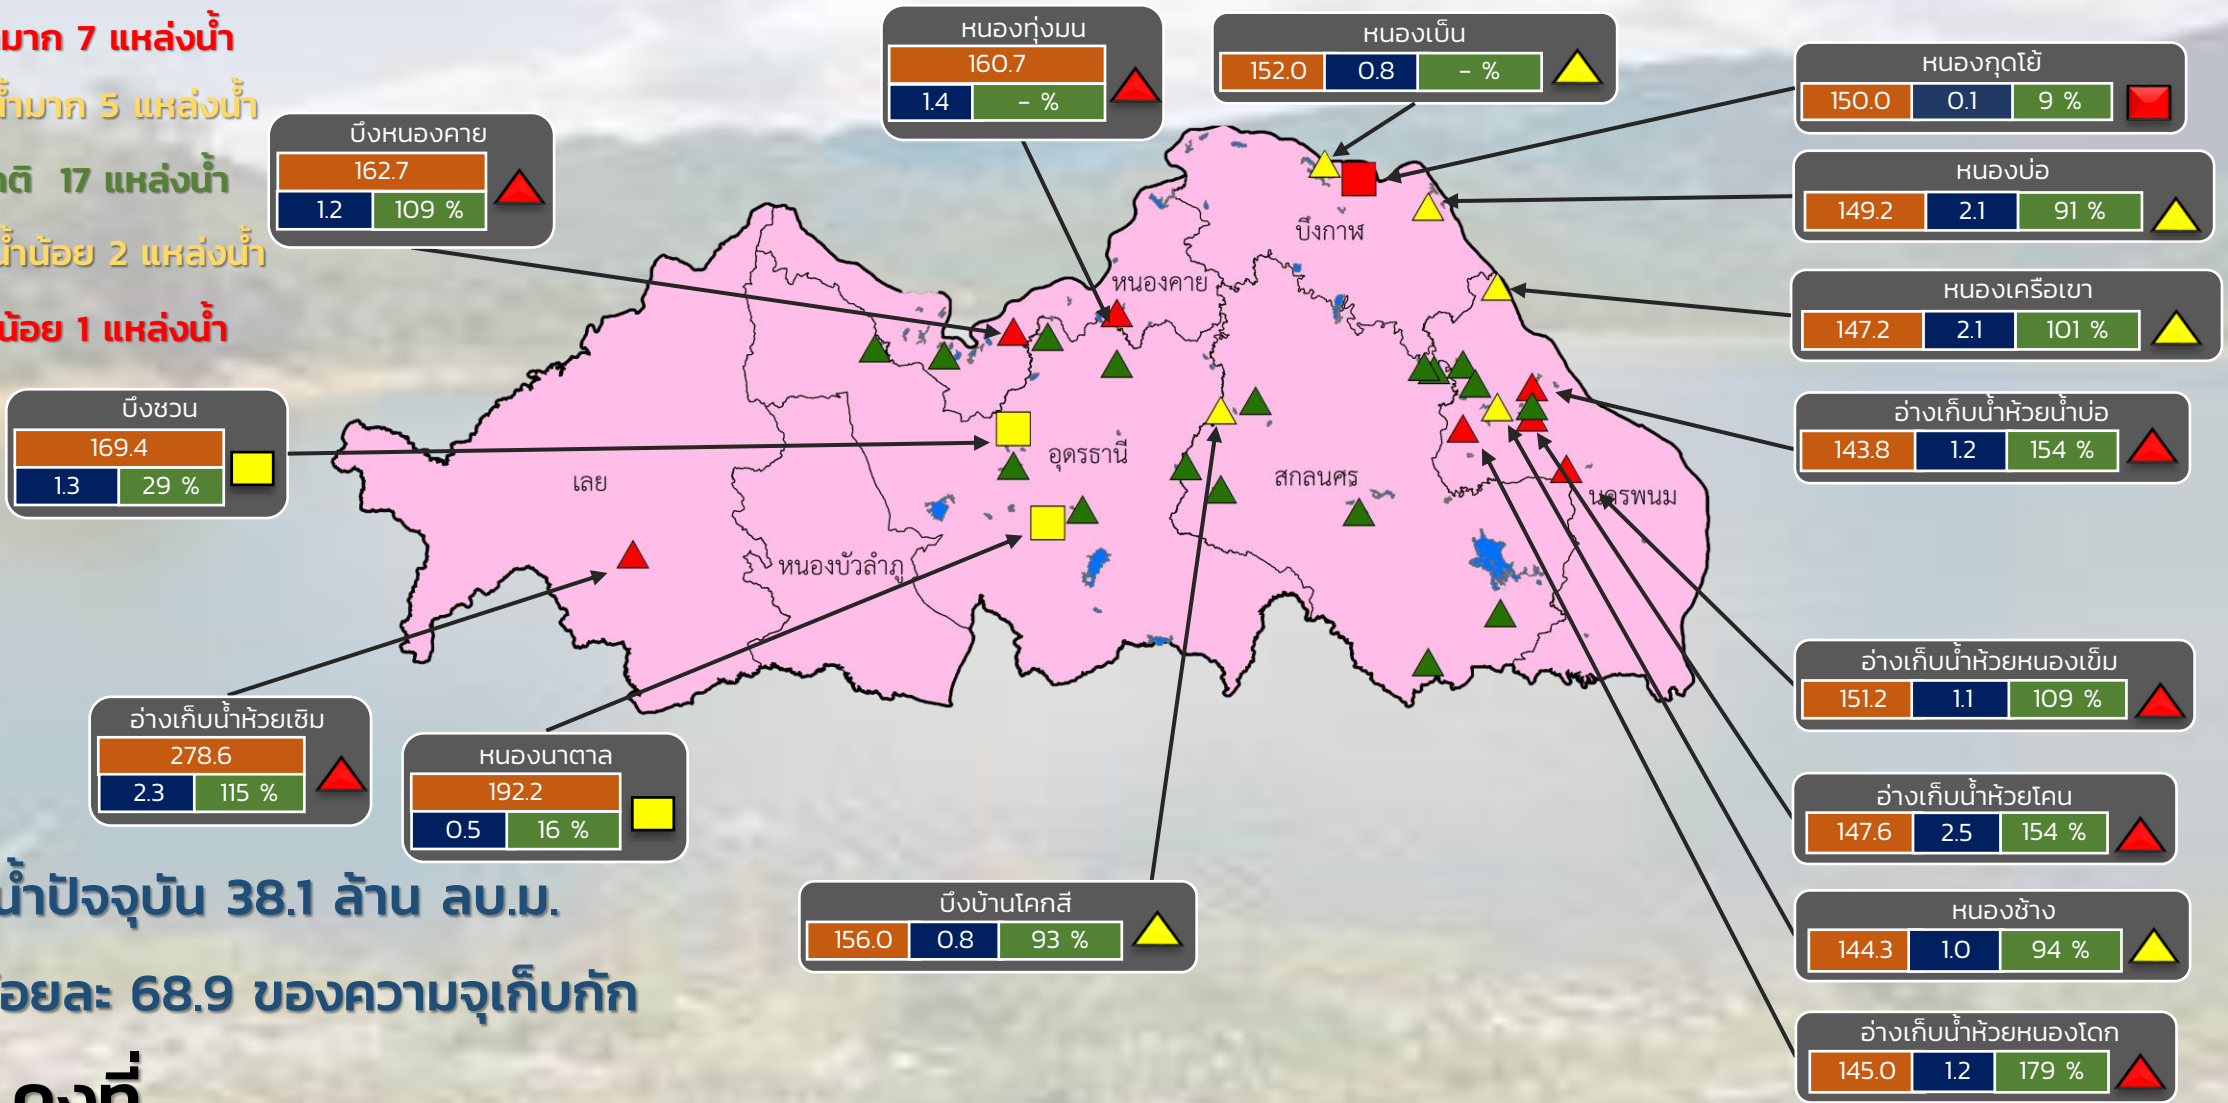 มาก 7 แหล่งน้ำ
น้ำมาก 5 แหล่งน้ำ
17 แหล่งน้ำ
น้ำน้อย 2 แหล่งน้ำ
น้อย 1 แหล่งน้ำ
บึงหนองคาย
162.7
1.2 109 %
หนองทุ่งมน
160.7
1.4 - %
หนองเบ็น
152.0 0.8 - %
หนองกุดโย้
150.0 0.1 9 %
หนองบ่อ
149.2 2.1 91 %
หนองเครือเขา
147.2 2.1 101 %
อ่างเก็บน้ำห้วยน้ำบ่อ
143.8 1.2 154 %
บึงชวน
169.4
1.3 29 %
บึงกาฬ
หนองคาย
อุดรธานี
เลย
สกลนคร
นครพนม
หนองบัวลำภู
อ่างเก็บน้ำห้วยหนองเข็ม
151.2 1.1 109 %
อ่างเก็บน้ำห้วยเซิม
278.6
2.3 115 %
หนองนาตาล
192.2
0.5 16 %
อ่างเก็บน้ำห้วยโคน
147.6 2.5 154 %
บึงบ้านโคกสี
156.0 0.8 93 %
หนองช้าง
144.3 1.0 94 %
อ่างเก็บน้ำห้วยหนองโดก
145.0 1.2 179 %
น้ำปัจจุบัน 38.1 ล้าน ลบ.ม.
อยละ 68.9 ของความจุเก็บกัก
คงที่